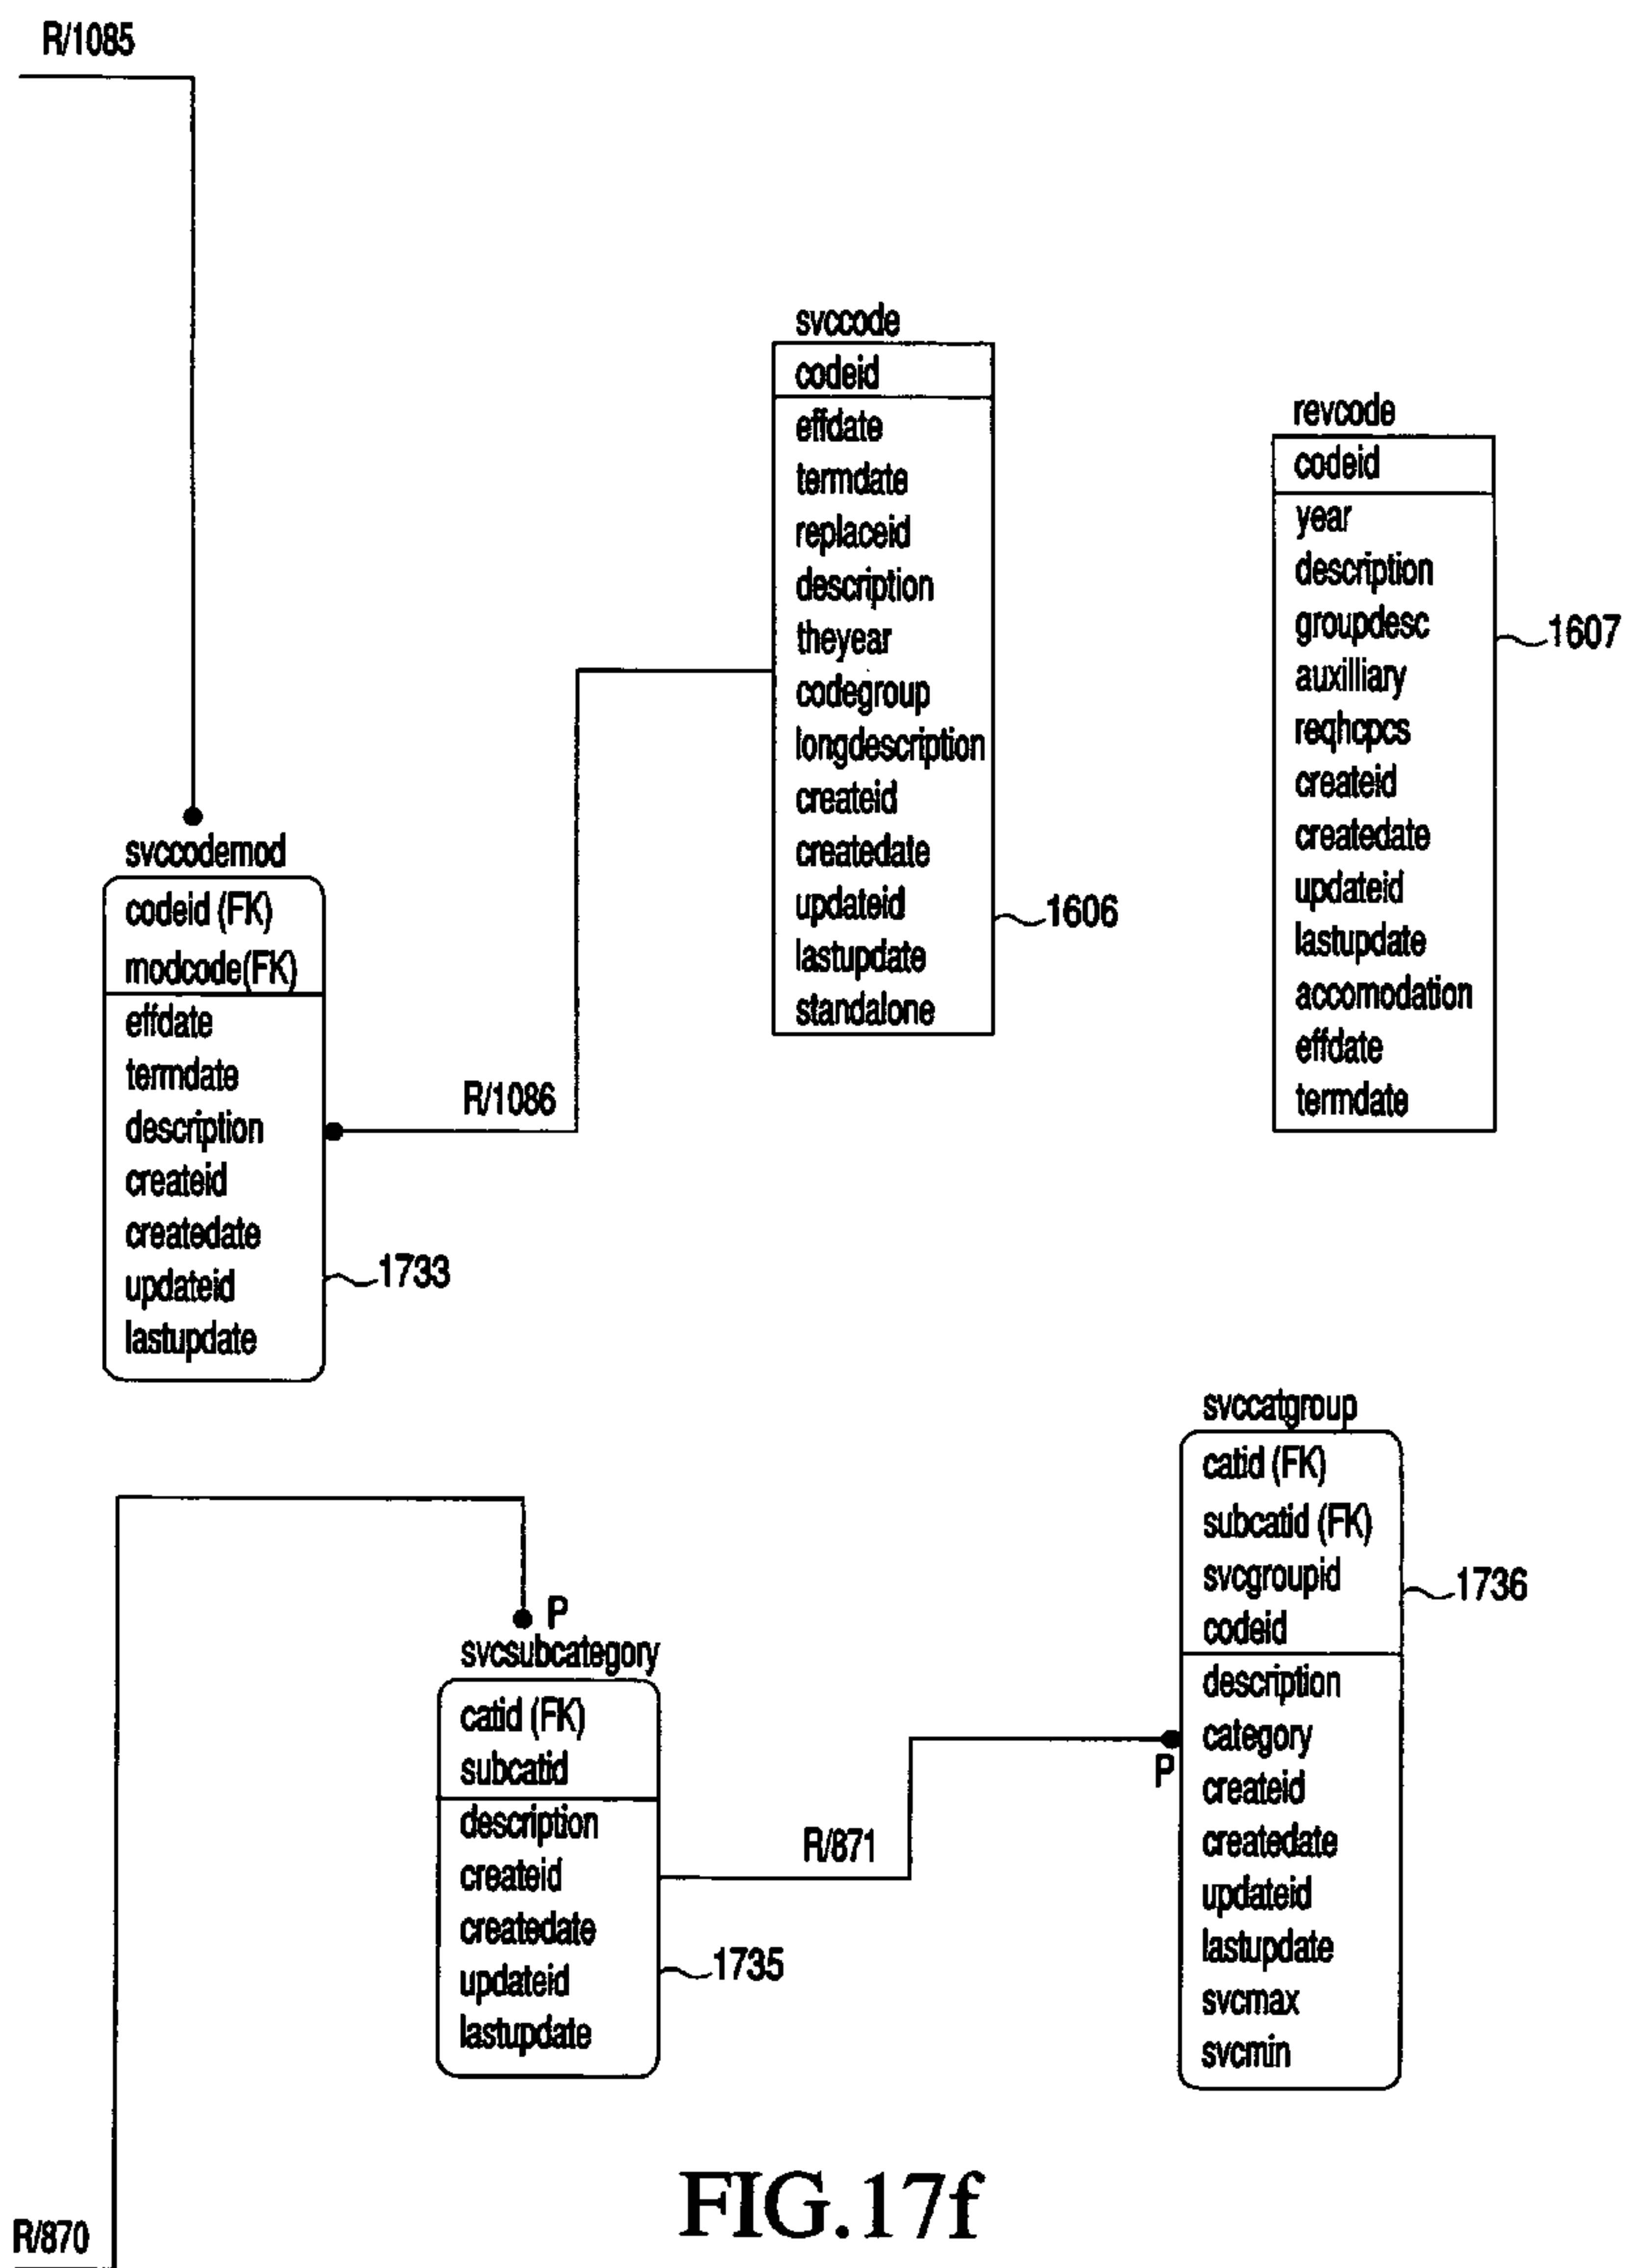 R/1085
svccode
codeid
effdate
termdate
replaceid
description
theyear
codegroup
longdescription
createid
createdate
updateid
lastupdate
standalone
1606
revcode
codeid
year
description
groupdesc
auxilliary
reqhcpcs
createid
createdate
updateid
lastupdate
accomodation
effdate
termdate
1607
svccodemod
codeid (FK)
modcode(FK)
effdate
termdate
description
createid
createdate
updateid
lastupdate
1733
R/1086
svccatgroup
catid (FK)
subcatid (FK)
svcgroupid
codeid
description
category
createid
createdate
updateid
lastupdate
svcmax
svcmin
1736
P
svcsubcategory
catid (FK)
subcatid
description
createid
createdate
updateid
lastupdate
1735
R/871
P
R/870
FIG.17f